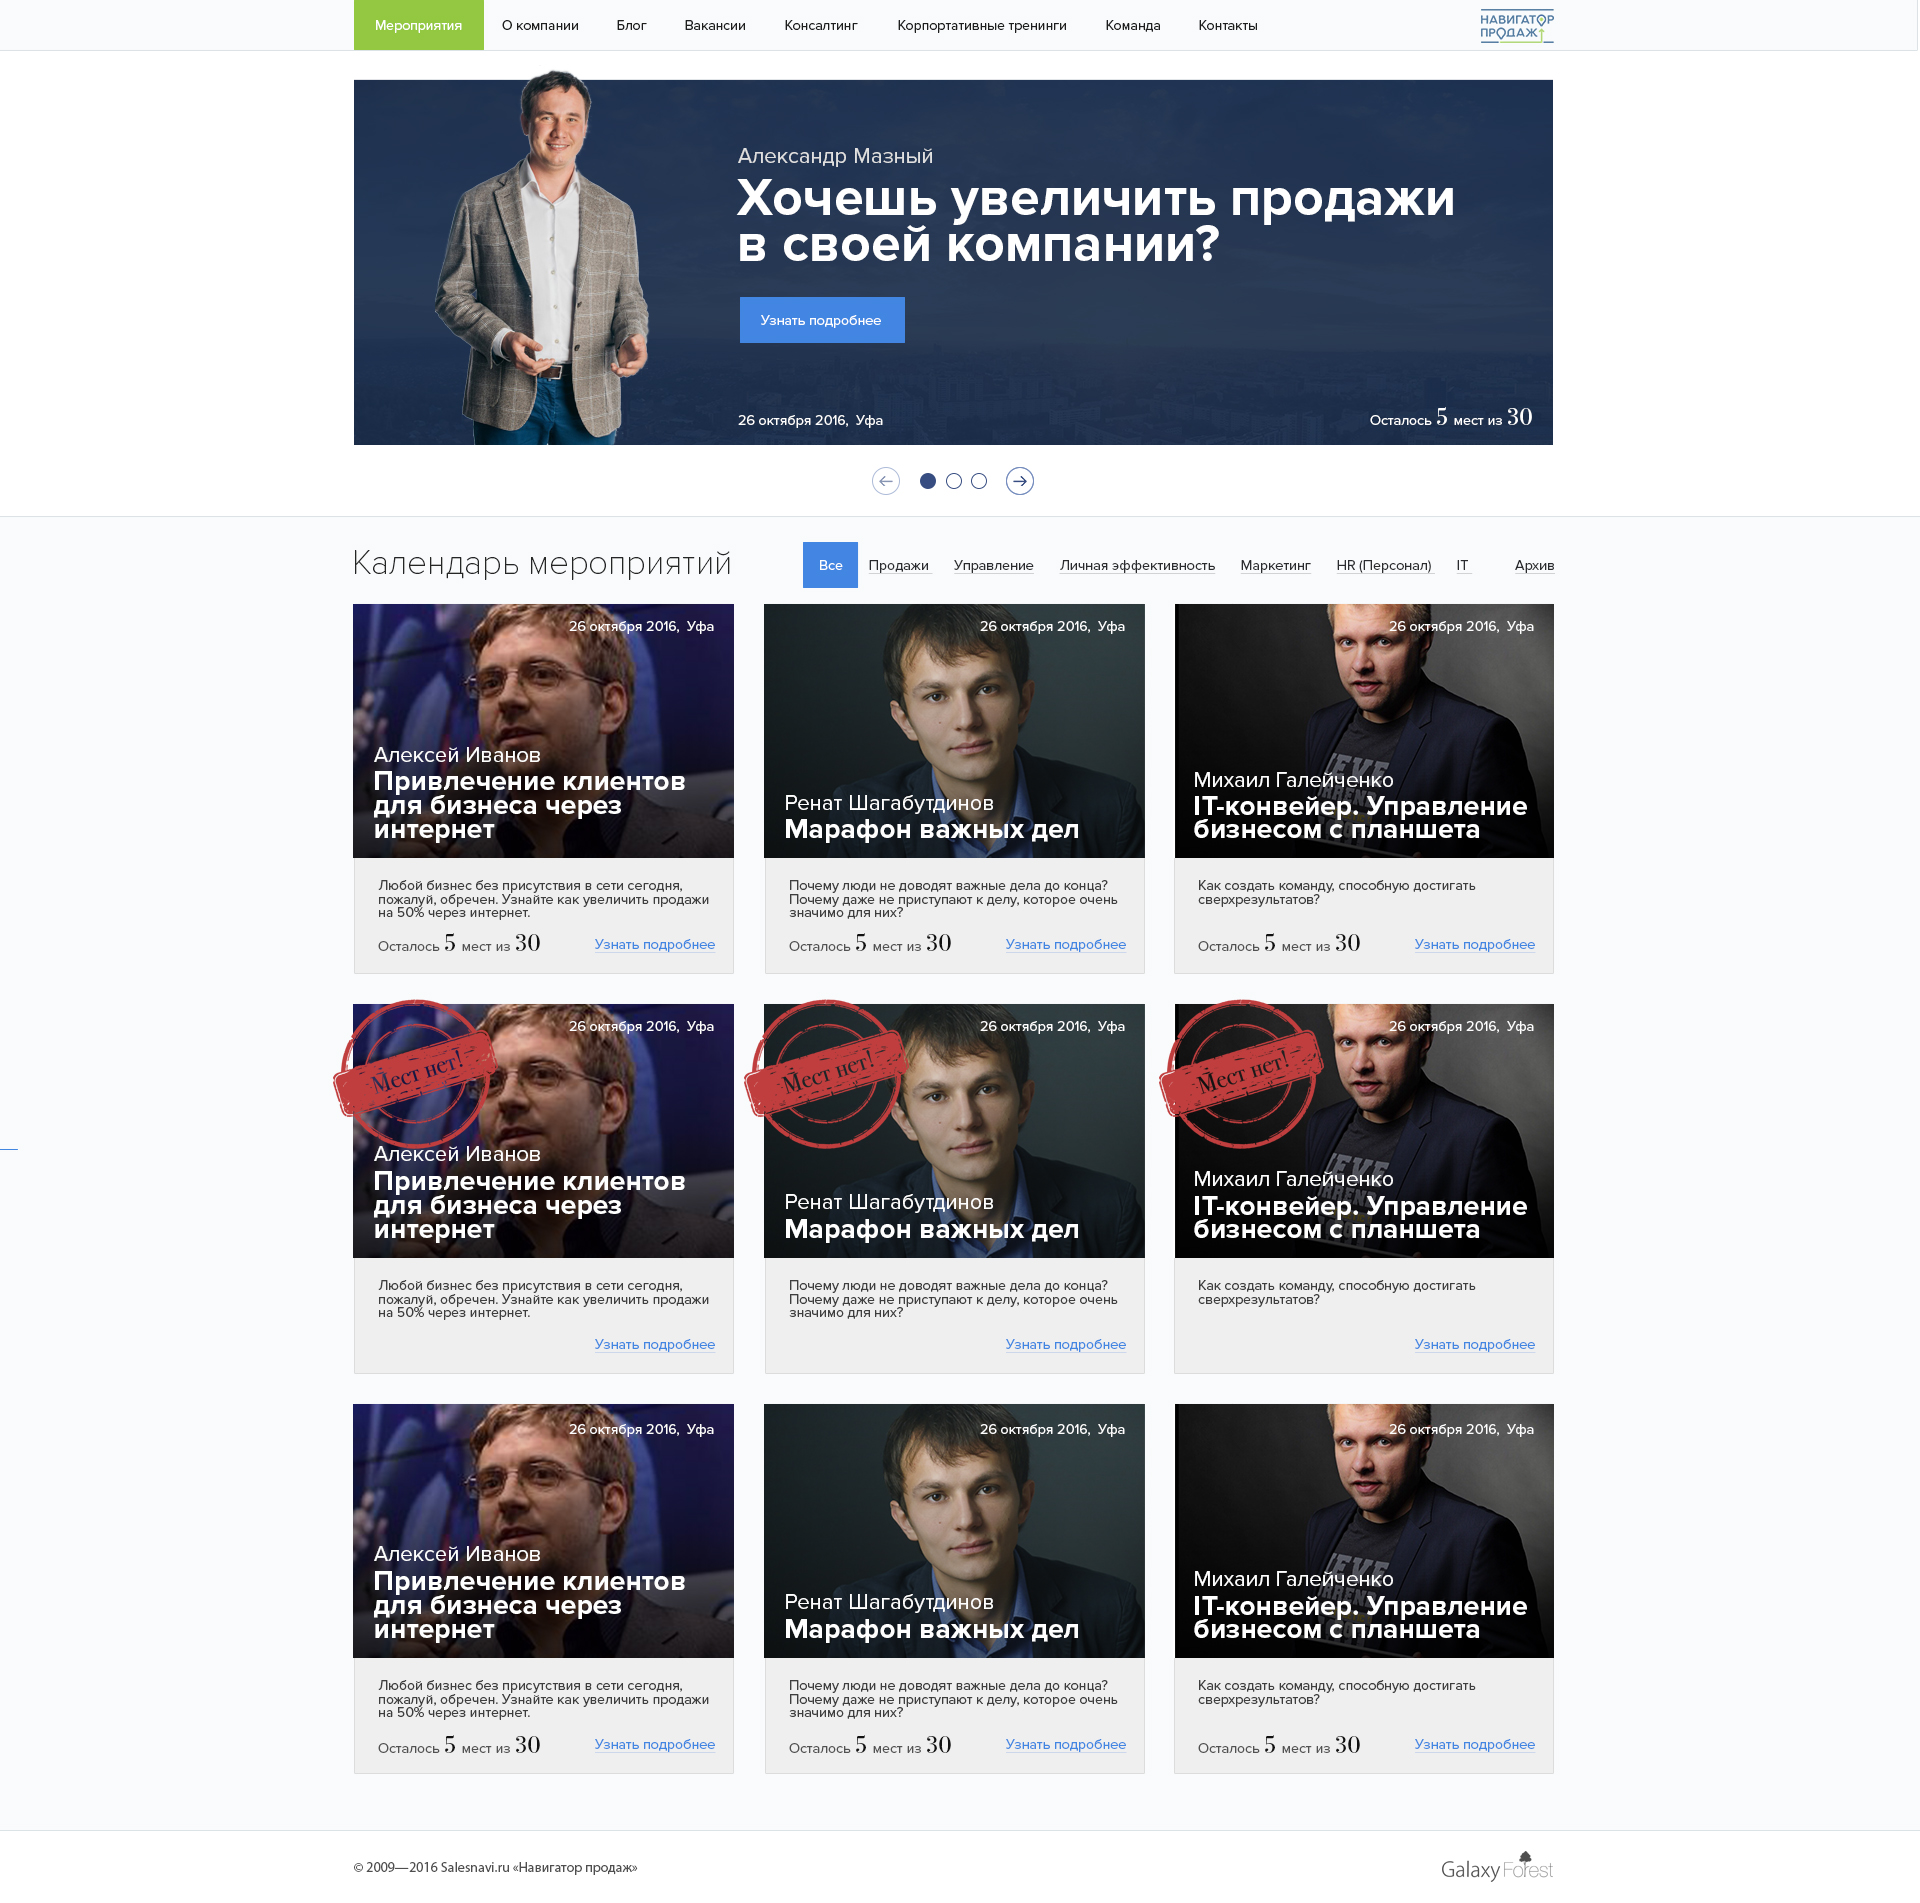 Мероприятия О компании Блог Вакансии Консалтинг Корпортативные тренинги Команда Контакты
НАВИГАТОР
ПРОДАЖ
Александр Мазный
Хочешь увеличить продажи
в своей компании?
Узнать подробнее
26 октября 2016, Уфа Осталось 5 мест из 30
Календарь мероприятий Все Продажи Управление Личная эффективность Маркетинг HR (Персонал) IT Архив
26 октября 2016, Уфа
Алексей Иванов
Привлечение клиентов
для бизнеса через
интернет
Любой бизнес без присутствия в сети сегодня,
пожалуй, обречен. Узнайте как увеличить продажи
на 50% через интернет.
Осталось 5 мест из 30 Узнать подробнее
26 октября 2016, Уфа
Ренат Шагабутдинов
Марафон важных дел
Почему люди не доводят важные дела до конца?
Почему даже не приступают к делу, которое очень
значимо для них?
Осталось 5 мест из 30 Узнать подробнее
26 октября 2016, Уфа
Михаил Галейченко
IT-конвейер. Управление
бизнесом с планшета
Как создать команду, способную достигать
сверхрезультатов?
Осталось 5 мест из 30 Узнать подробнее
26 октября 2016, Уфа
Мест нет!
Алексей Иванов
Привлечение клиентов
для бизнеса через
интернет
Любой бизнес без присутствия в сети сегодня,
пожалуй, обречен. Узнайте как увеличить продажи
на 50% через интернет.
Узнать подробнее
26 октября 2016, Уфа
Мест нет!
Ренат Шагабутдинов
Марафон важных дел
Почему люди не доводят важные дела до конца?
Почему даже не приступают к делу, которое очень
значимо для них?
Узнать подробнее
26 октября 2016, Уфа
Мест нет!
Михаил Галейченко
IT-конвейер. Управление
бизнесом с планшета
Как создать команду, способную достигать
сверхрезультатов?
Узнать подробнее
26 октября 2016, Уфа
Алексей Иванов
Привлечение клиентов
для бизнеса через
интернет
Любой бизнес без присутствия в сети сегодня,
пожалуй, обречен. Узнайте как увеличить продажи
на 50% через интернет.
Осталось 5 мест из 30 Узнать подробнее
26 октября 2016, Уфа
Ренат Шагабутдинов
Марафон важных дел
Почему люди не доводят важные дела до конца?
Почему даже не приступают к делу, которое очень
значимо для них?
Осталось 5 мест из 30 Узнать подробнее
26 октября 2016, Уфа
Михаил Галейченко
IT-конвейер. Управление
бизнесом с планшета
Как создать команду, способную достигать
сверхрезультатов?
Осталось 5 мест из 30 Узнать подробнее
© 2009—2016 Salesnavi.ru «Навигатор продаж» Galaxy Forest